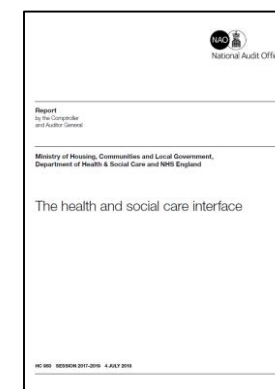 NAO
National Audit Offi
Report
by the Comptroller
and Auditor General
Ministry of Housing, Communities and Local Government,
Department of Health & Social Care and NHS England
The health and social care interface
HC 950 SESSION 2017–2019 4 JULY 2018